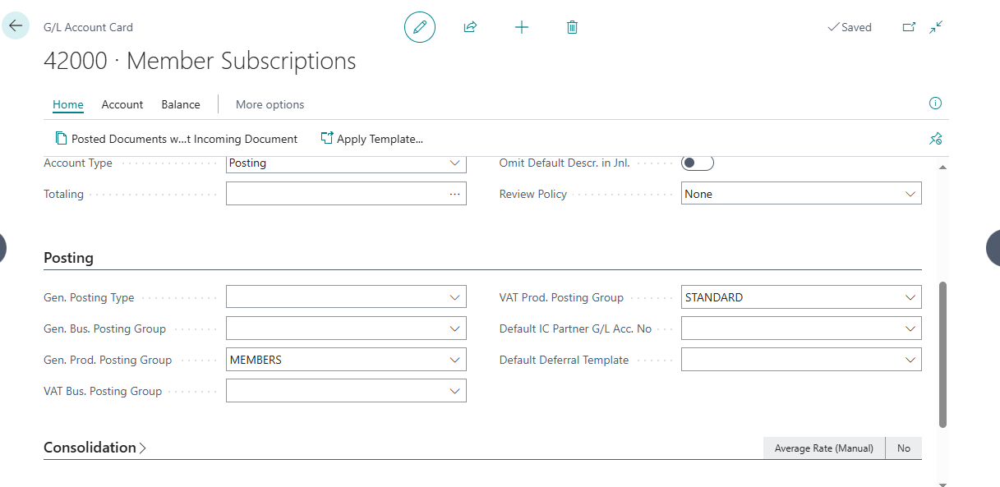 G/L Account Card
Saved
42000 · Member Subscriptions
Home Account Balance More options
Posted Documents w...t Incoming Document Apply Template...
Account Type Posting
Omit Default Descr. in Jnl.
Totaling ...
Review Policy None
Posting
Gen. Posting Type
VAT Prod. Posting Group STANDARD
Gen. Bus. Posting Group
Default IC Partner G/L Acc. No
Gen. Prod. Posting Group MEMBERS
Default Deferral Template
VAT Bus. Posting Group
Consolidation
Average Rate (Manual) No